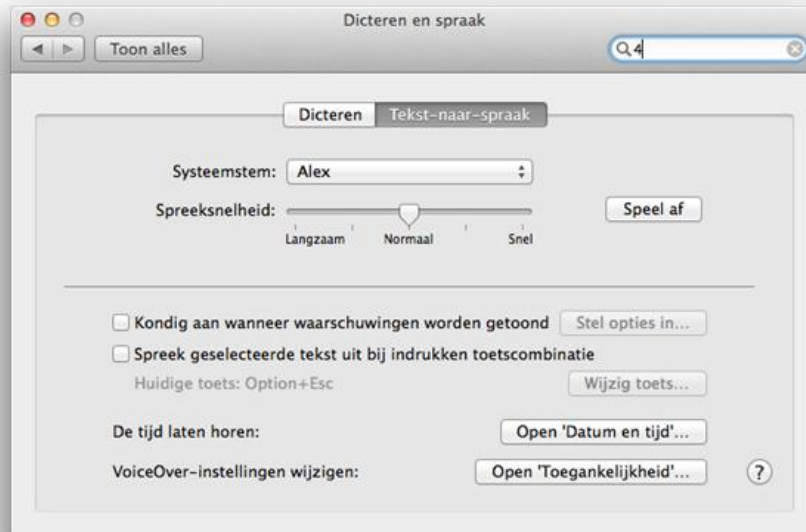 Dicteren en spraak
Toon alles
4
Dicteren Tekst-naar-spraak
Systeemstem: Alex
Spreeksnelheid: Speel af
Langzaam Normaal Snel
Kondig aan wanneer waarschuwingen worden getoond Stel opties in...
Spreek geselecteerde tekst uit bij indrukken toetscombinatie
Huidige toets: Option+Esc Wijzig toets...
De tijd laten horen: Open 'Datum en tijd'...
VoiceOver-instellingen wijzigen: Open 'Toegankelijkheid'... ?